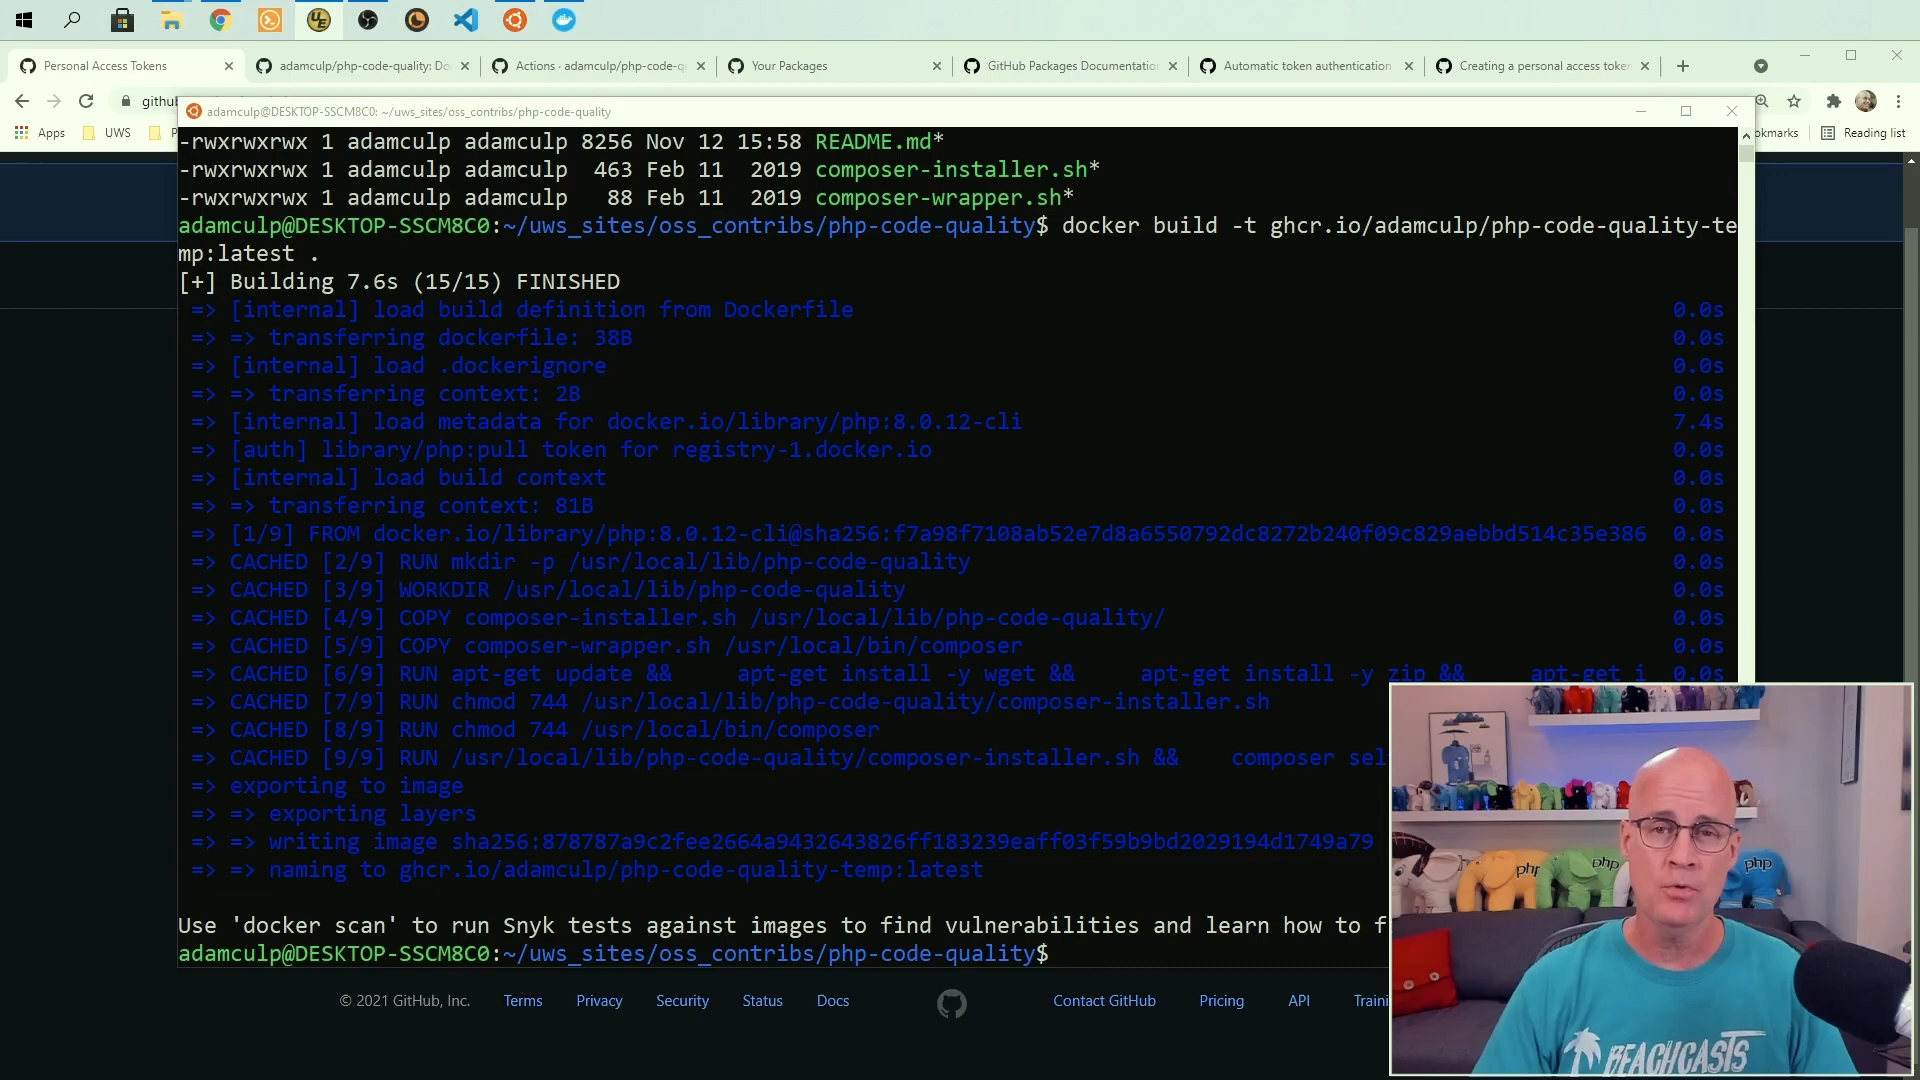 Personal Access Tokens
adamculp/php-code-quality: Do
Actions · adamculp/php-code-q
Your Packages
GitHub Packages Documentation
Automatic token authentication
Creating a personal access token
github
Apps
UWS
P
okmarks
Reading list
adamculp@DESKTOP-SSCM8C0: ~/uws_sites/oss_contribs/php-code-quality
-rwxrwxrwx 1 adamculp adamculp 8256 Nov 12 15:58 README.md*
-rwxrwxrwx 1 adamculp adamculp  463 Feb 11  2019 composer-installer.sh*
-rwxrwxrwx 1 adamculp adamculp   88 Feb 11  2019 composer-wrapper.sh*
adamculp@DESKTOP-SSCM8C0:~/uws_sites/oss_contribs/php-code-quality$ docker build -t ghcr.io/adamculp/php-code-quality-te
mp:latest .
[+] Building 7.6s (15/15) FINISHED
=> [internal] load build definition from Dockerfile 0.0s
=> => transferring dockerfile: 38B 0.0s
=> [internal] load .dockerignore 0.0s
=> => transferring context: 2B 0.0s
=> [internal] load metadata for docker.io/library/php:8.0.12-cli 7.4s
=> [auth] library/php:pull token for registry-1.docker.io 0.0s
=> [internal] load build context 0.0s
=> => transferring context: 81B 0.0s
=> [1/9] FROM docker.io/library/php:8.0.12-cli@sha256:f7a98f7108ab52e7d8a6550792dc8272b240f09c829aebbd514c35e386 0.0s
=> CACHED [2/9] RUN mkdir -p /usr/local/lib/php-code-quality 0.0s
=> CACHED [3/9] WORKDIR /usr/local/lib/php-code-quality 0.0s
=> CACHED [4/9] COPY composer-installer.sh /usr/local/lib/php-code-quality/ 0.0s
=> CACHED [5/9] COPY composer-wrapper.sh /usr/local/bin/composer 0.0s
=> CACHED [6/9] RUN apt-get update &&     apt-get install -y wget &&     apt-get install -y zip &&     apt-get i 0.0s
=> CACHED [7/9] RUN chmod 744 /usr/local/lib/php-code-quality/composer-installer.sh
=> CACHED [8/9] RUN chmod 744 /usr/local/bin/composer
=> CACHED [9/9] RUN /usr/local/lib/php-code-quality/composer-installer.sh &&    composer sel
=> exporting to image
=> => exporting layers
=> => writing image sha256:878787a9c2fee2664a9432643826ff183239eaff03f59b9bd2029194d1749a79
=> => naming to ghcr.io/adamculp/php-code-quality-temp:latest
Use 'docker scan' to run Snyk tests against images to find vulnerabilities and learn how to f
adamculp@DESKTOP-SSCM8C0:~/uws_sites/oss_contribs/php-code-quality$
© 2021 GitHub, Inc.
Terms
Privacy
Security
Status
Docs
Contact GitHub
Pricing
API
Traini
php
php
php
BEACHCASTS